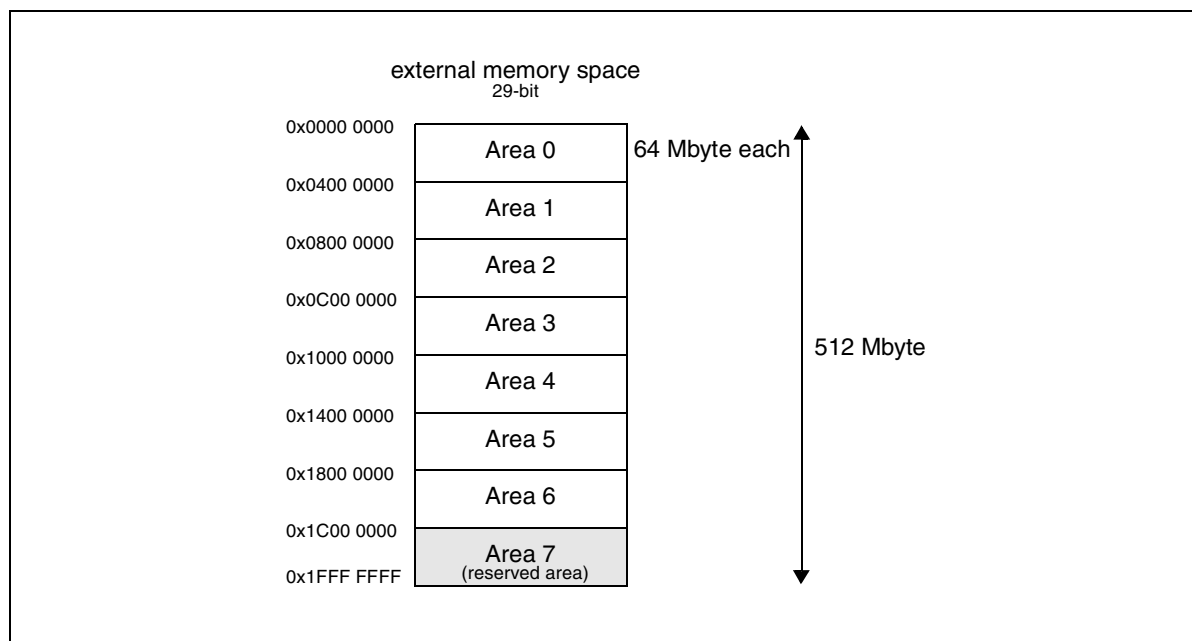 external memory space
29-bit
0x0000 0000
Area 0
64 Mbyte each
0x0400 0000
Area 1
0x0800 0000
Area 2
0x0C00 0000
Area 3
0x1000 0000
Area 4
512 Mbyte
0x1400 0000
Area 5
0x1800 0000
Area 6
0x1C00 0000
Area 7
(reserved area)
0x1FFF FFFF